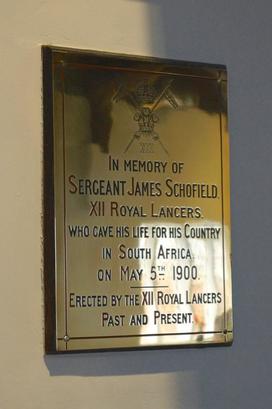 XII
IN MEMORY OF
SERGEANT JAMES SCHOFIELD.
XII ROYAL LANCERS.
WHO GAVE HIS LIFE FOR HIS COUNTRY
IN SOUTH AFRICA
ON MAY 5TH 1900.
ERECTED BY THE XII ROYAL LANCERS
PAST AND PRESENT.